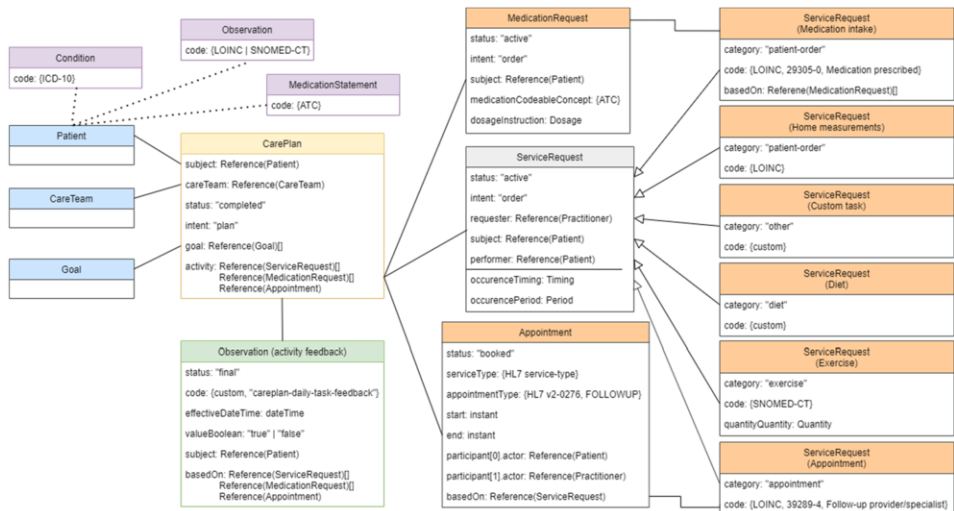 Condition
code: {ICD-10}
Observation
code: {LOINC | SNOMED-CT}
MedicationStatement
code: {ATC}
Patient
CareTeam
Goal
CarePlan
subject: Reference(Patient)
careTeam: Reference(CareTeam)
status: "completed"
intent: "plan"
goal: Reference(Goal)[]
activity: Reference(ServiceRequest)[]
Reference(MedicationRequest)[]
Reference(Appointment)
Observation (activity feedback)
status: "final"
code: {custom, "careplan-daily-task-feedback"}
effectiveDateTime: dateTime
valueBoolean: "true" | "false"
subject: Reference(Patient)
basedOn: Reference(ServiceRequest)[]
Reference(MedicationRequest)[]
Reference(Appointment)
MedicationRequest
status: "active"
intent: "order"
subject: Reference(Patient)
medicationCodeableConcept: {ATC}
dosageInstruction: Dosage
ServiceRequest
status: "active"
intent: "order"
requester: Reference(Practitioner)
subject: Reference(Patient)
performer: Reference(Patient)
occurenceTiming: Timing
occurencePeriod: Period
Appointment
status: "booked"
serviceType: {HL7 service-type}
appointmentType: {HL7 v2-0276, FOLLOWUP}
start: instant
end: instant
participant[0].actor: Reference(Patient)
participant[1].actor: Reference(Practitioner)
basedOn: Reference(ServiceRequest)
ServiceRequest
(Medication intake)
category: "patient-order"
code: {LOINC, 29305-0, Medication prescribed}
basedOn: Referene(MedicationRequest)[]
ServiceRequest
(Home measurements)
category: "patient-order"
code: {LOINC}
ServiceRequest
(Custom task)
category: "other"
code: {custom}
ServiceRequest
(Diet)
category: "diet"
code: {custom}
ServiceRequest
(Exercise)
category: "exercise"
code: {SNOMED-CT}
quantityQuantity: Quantity
ServiceRequest
(Appointment)
category: "appointment"
code: {LOINC, 39289-4, Follow-up provider/specialist}